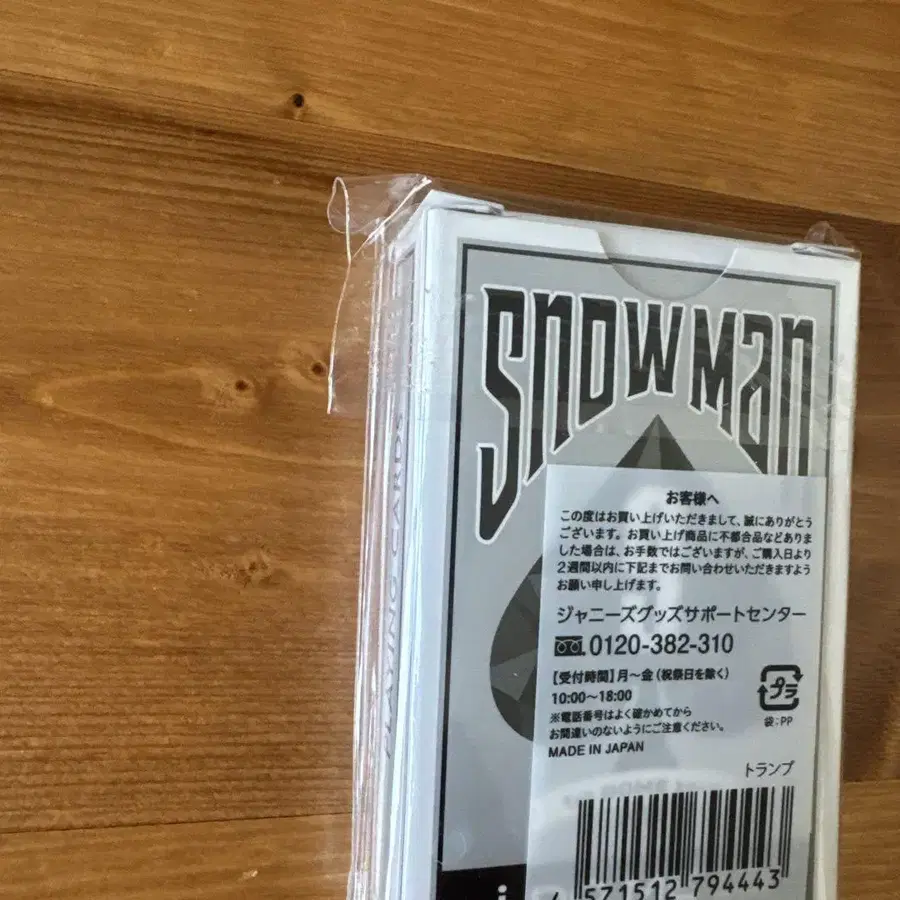 SNOWMAN
PLAYING CARDS
お客様へ
この度はお買い上げいただきまして、誠にありがとう
ございます。お買い上げ商品に不都合品などありま
した場合は、お手数ではございますが、ご購入日より
2週間以内に下記までお問い合わせいただきますよう
お願い申し上げます。
ジャニーズグッズサポートセンター
0120-382-310
【受付時間】月～金(祝祭日を除く)
10:00～18:00
※電話番号はよく確かめてから
お間違いのないようにご注意ください。
MADE IN JAPAN
プラ
袋:PP
トランプ
4 571512 794443